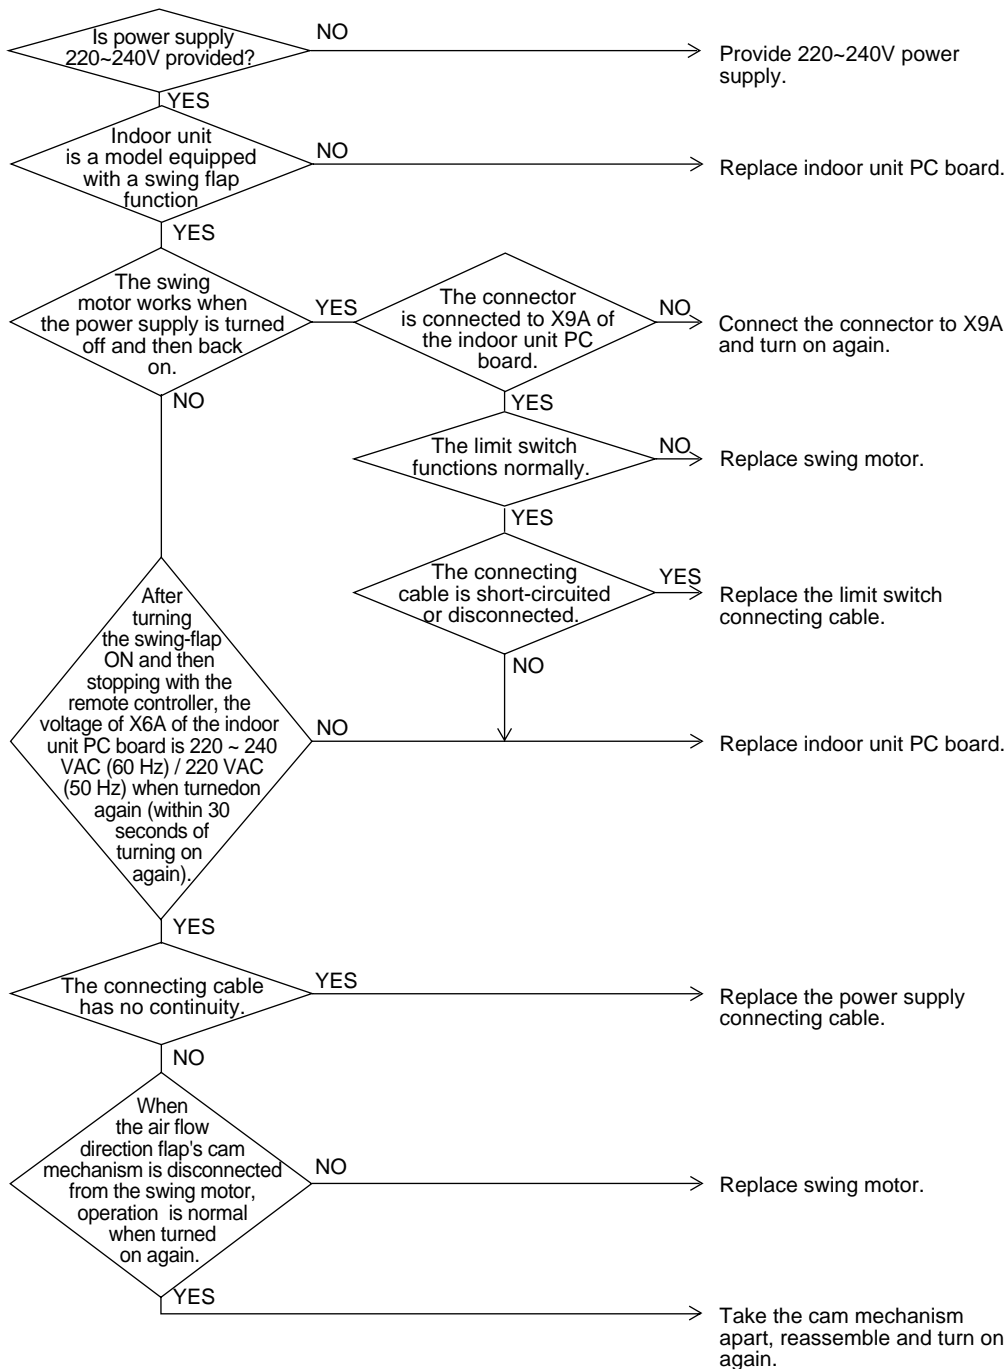 Is power supply
220~240V provided?
NO
Provide 220~240V power
supply.
YES
Indoor unit
is a model equipped
with a swing flap
function
NO
Replace indoor unit PC board.
YES
The swing
motor works when
the power supply is turned
off and then back
on.
YES
The connector
is connected to X9A of
the indoor unit PC
board.
NO
Connect the connector to X9A
and turn on again.
NO
YES
The limit switch
functions normally.
NO
Replace swing motor.
YES
The connecting
cable is short-circuited
or disconnected.
YES
Replace the limit switch
connecting cable.
NO
After
turning
the swing-flap
ON and then
stopping with the
remote controller, the
voltage of X6A of the indoor
unit PC board is 220 ~ 240
VAC (60 Hz) / 220 VAC
(50 Hz) when turnedon
again (within 30
seconds of
turning on
again).
NO
Replace indoor unit PC board.
YES
The connecting cable
has no continuity.
YES
Replace the power supply
connecting cable.
NO
When
the air flow
direction flap's cam
mechanism is disconnected
from the swing motor,
operation is normal
when turned
on again.
NO
Replace swing motor.
YES
Take the cam mechanism
apart, reassemble and turn on
again.